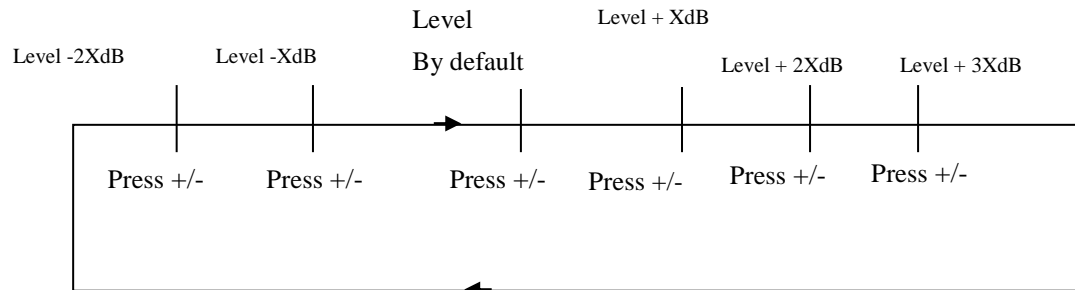 Level -2XdB
Level -XdB
Level
By default
Level + XdB
Level + 2XdB
Level + 3XdB
Press +/-
Press +/-
Press +/-
Press +/-
Press +/-
Press +/-